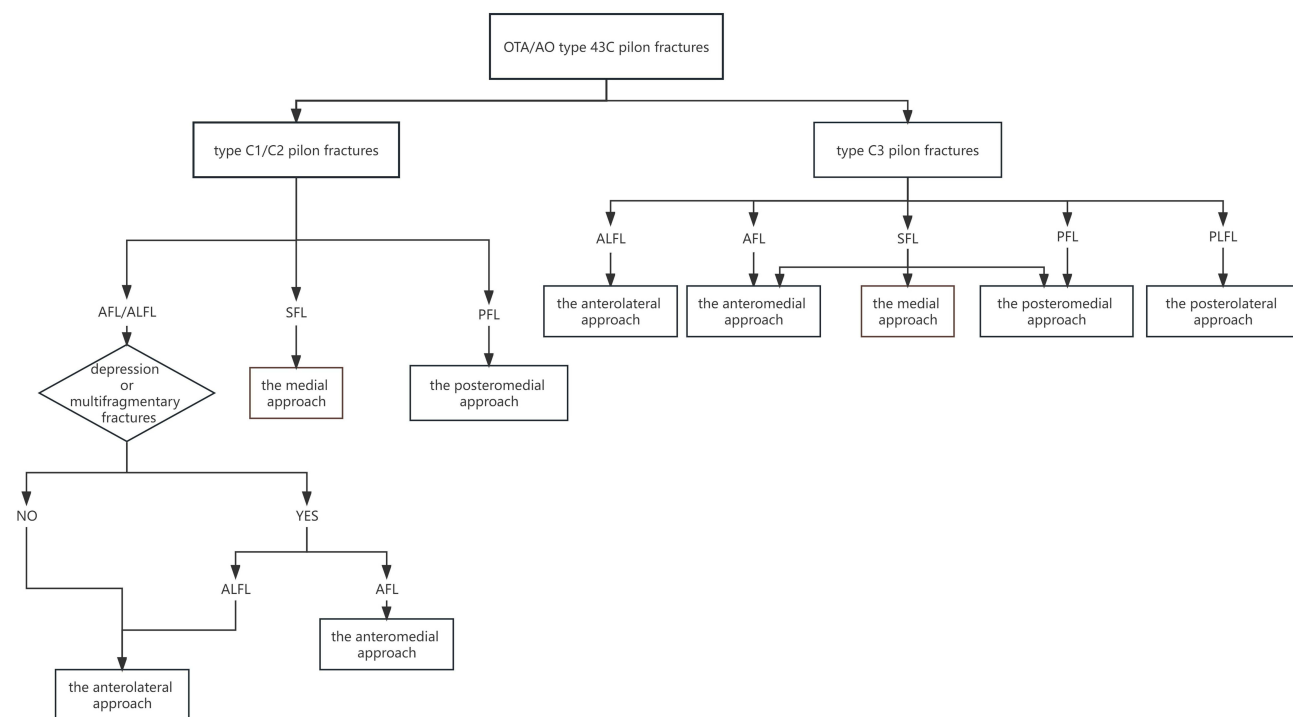 OTA/AO type 43C pilon fractures
type C1/C2 pilon fractures
type C3 pilon fractures
ALFL
AFL
SFL
PFL
PLFL
the anterolateral
approach
the anteromedial
approach
the medial
approach
the posteromedial
approach
the posterolateral
approach
AFL/ALFL
SFL
PFL
depression
or
multifragmentary
fractures
the medial
approach
the posteromedial
approach
NO
YES
ALFL
AFL
the anteromedial
approach
the anterolateral
approach